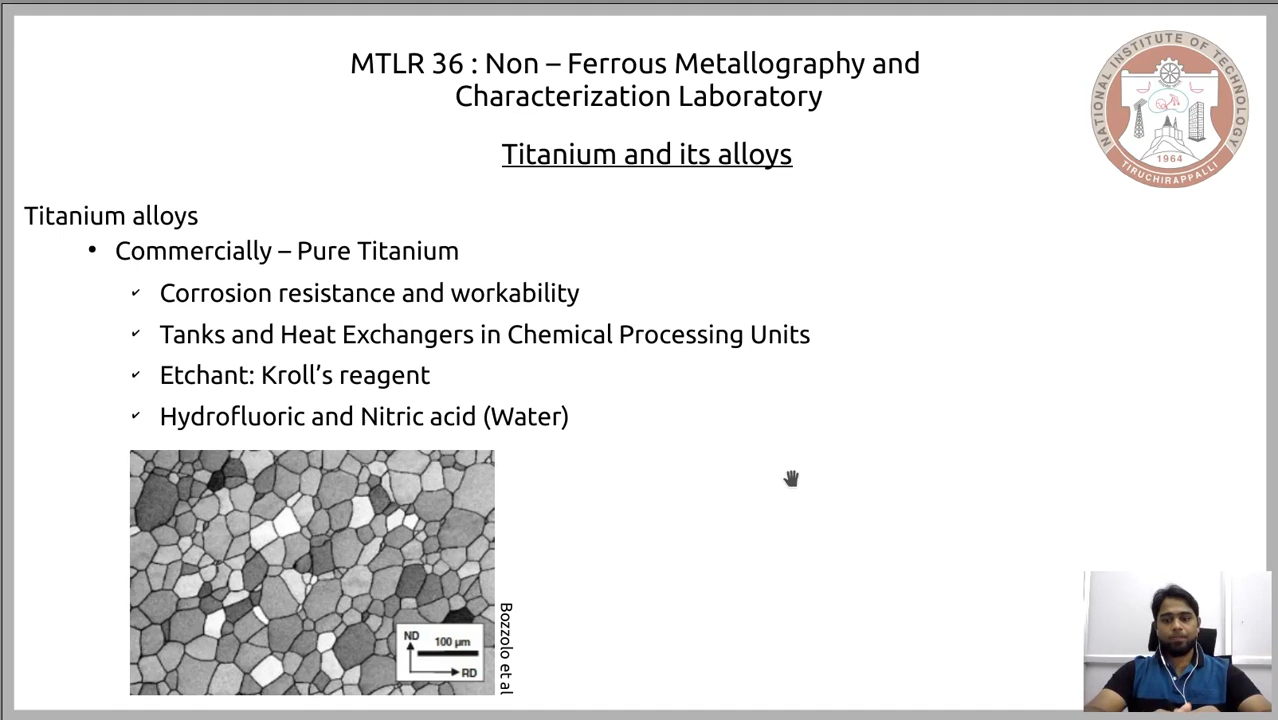 MTLR 36 : Non – Ferrous Metallography and
Characterization Laboratory
NATIONAL INSTITUTE OF TECHNOLOGY
1964
TIRUCHIRAPPALLI
Titanium and its alloys
Titanium alloys
• Commercially – Pure Titanium
✓ Corrosion resistance and workability
✓ Tanks and Heat Exchangers in Chemical Processing Units
✓ Etchant: Kroll’s reagent
✓ Hydrofluoric and Nitric acid (Water)
ND
100 µm
RD
Bozzolo et al